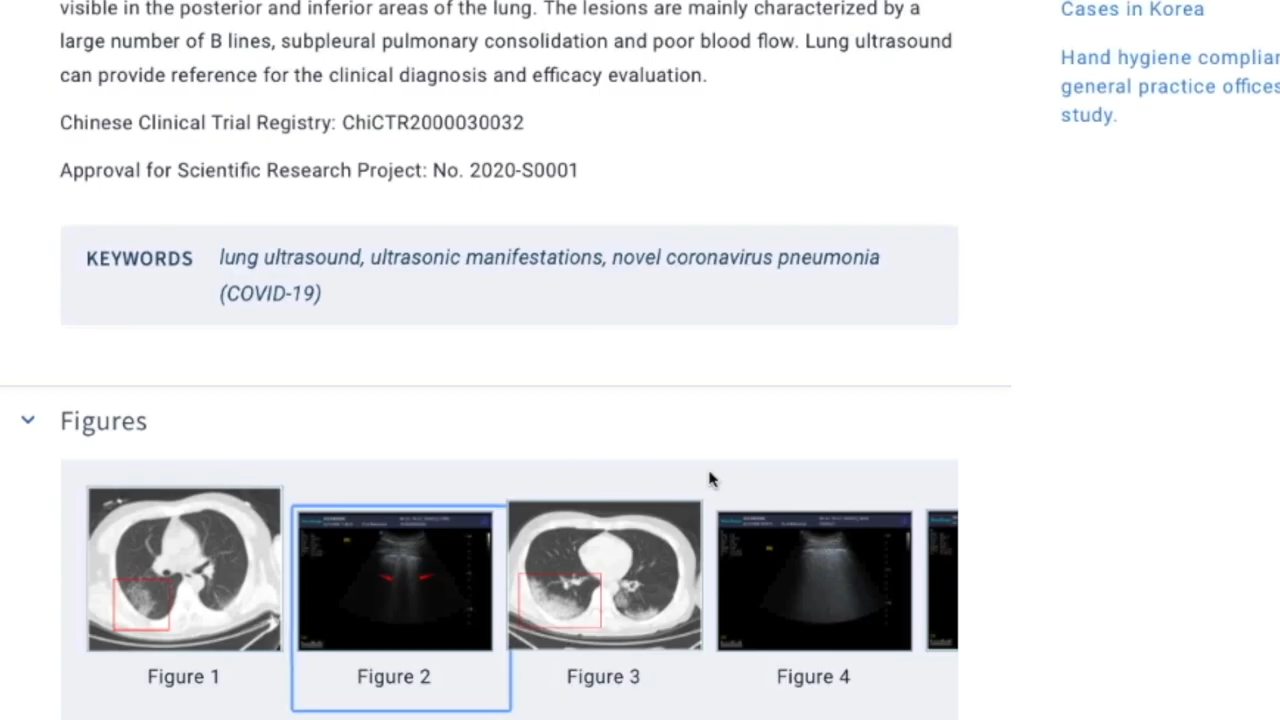 visible in the posterior and inferior areas of the lung. The lesions are mainly characterized by a
large number of B lines, subpleural pulmonary consolidation and poor blood flow. Lung ultrasound
can provide reference for the clinical diagnosis and efficacy evaluation.
Chinese Clinical Trial Registry: ChiCTR2000030032
Approval for Scientific Research Project: No. 2020-S0001
KEYWORDS lung ultrasound, ultrasonic manifestations, novel coronavirus pneumonia
(COVID-19)
Figures
Figure 1 Figure 2 Figure 3 Figure 4
Cases in Korea
Hand hygiene
general practice offices
study.